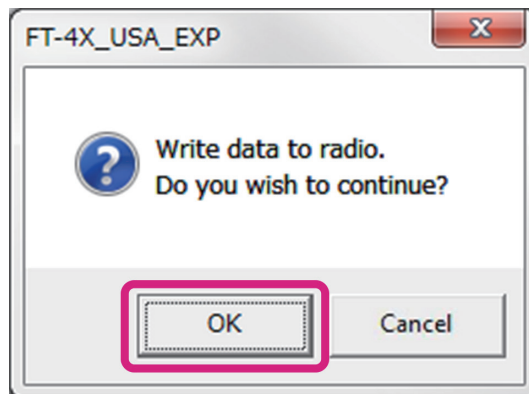 FT-4X_USA_EXP
Write data to radio.
Do you wish to continue?
OK
Cancel